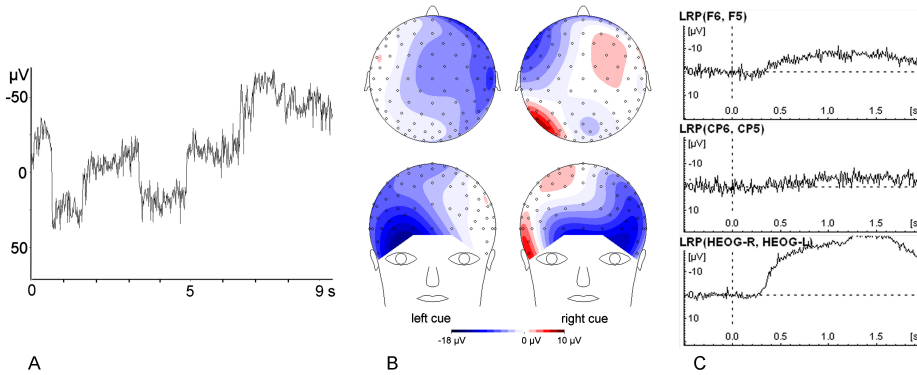 µV
-50
0
50
0
5
9 s
A
left cue
right cue
-18 µV
0 µV
10 µV
B
LRP(F6, F5)
[µV]
-10
0
10
0.0
0.5
1.0
1.5
[s
LRP(CP6, CP5)
[µV]
-10
0
10
0.0
0.5
1.0
1.5
[s
LRP(HEOG-R, HEOG-L)
[µV]
-10
0
10
0.0
0.5
1.0
1.5
[s
C